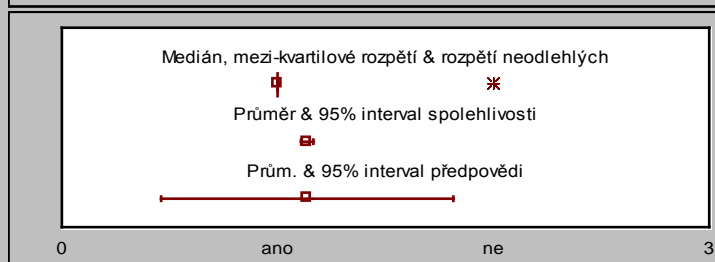 Medián, mezi-kvartilové rozpětí & rozpětí neodlehlých
Průměr & 95% interval spolehlivosti
Prům. & 95% interval předpovědi
0 ano ne 3